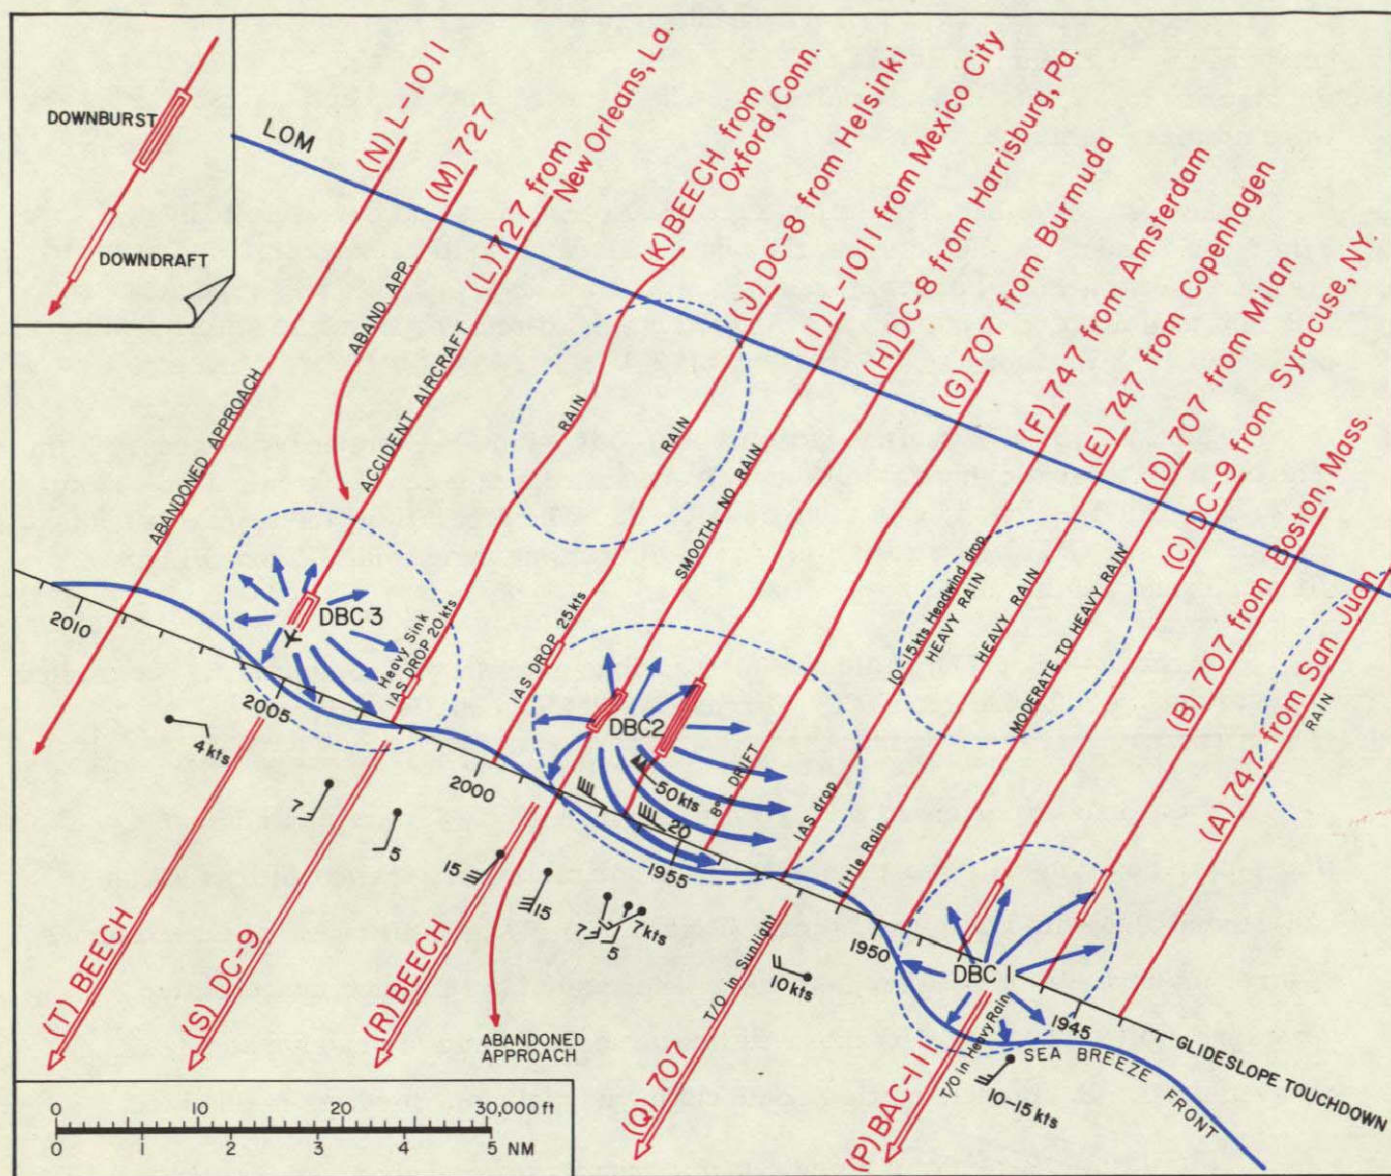 DOWNBURST
DOWNDRAFT
LOM
(N) L-1011
(M) 727
(L) 727 from
New Orleans, La.
(K) BEECH from
Oxford, Conn.
(J) DC-8 from Helsinki
(I) L-1011 from Mexico City
(H) DC-8 from Harrisburg, Pa.
(G) 707 from Burmuda
(F) 747 from Amsterdam
(E) 747 from Copenhagen
(D) 707 from Milan
(C) DC-9 from Syracuse, NY.
(B) 707 from Boston, Mass.
(A) 747 from San Juan
ABANDONED APPROACH
ABAND. APP.
ACCIDENT AIRCRAFT
RAIN
RAIN
SMOOTH, NO RAIN
10-15kts Headwind drop
HEAVY RAIN
HEAVY RAIN
MODERATE TO HEAVY RAIN
RAIN
DBC 3
Heavy Sink
IAS DROP 20 kts
IAS DROP 25 kts
DBC2
50 kts
20
8° DRIFT
IAS drop
Little Rain
DBC 1
2010
2005
2000
1955
1950
1945
GLIDESLOPE TOUCHDOWN
SEA BREEZE FRONT
4 kts
7
5
15
15
7
5
7 kts
10 kts
10-15 kts
(T) BEECH
(S) DC-9
(R) BEECH
ABANDONED
APPROACH
(Q) 707
T/O in Sunlight
(P) BAC-111
T/O in Heavy Rain
0 10 20 30,000 ft
0 1 2 3 4 5 NM